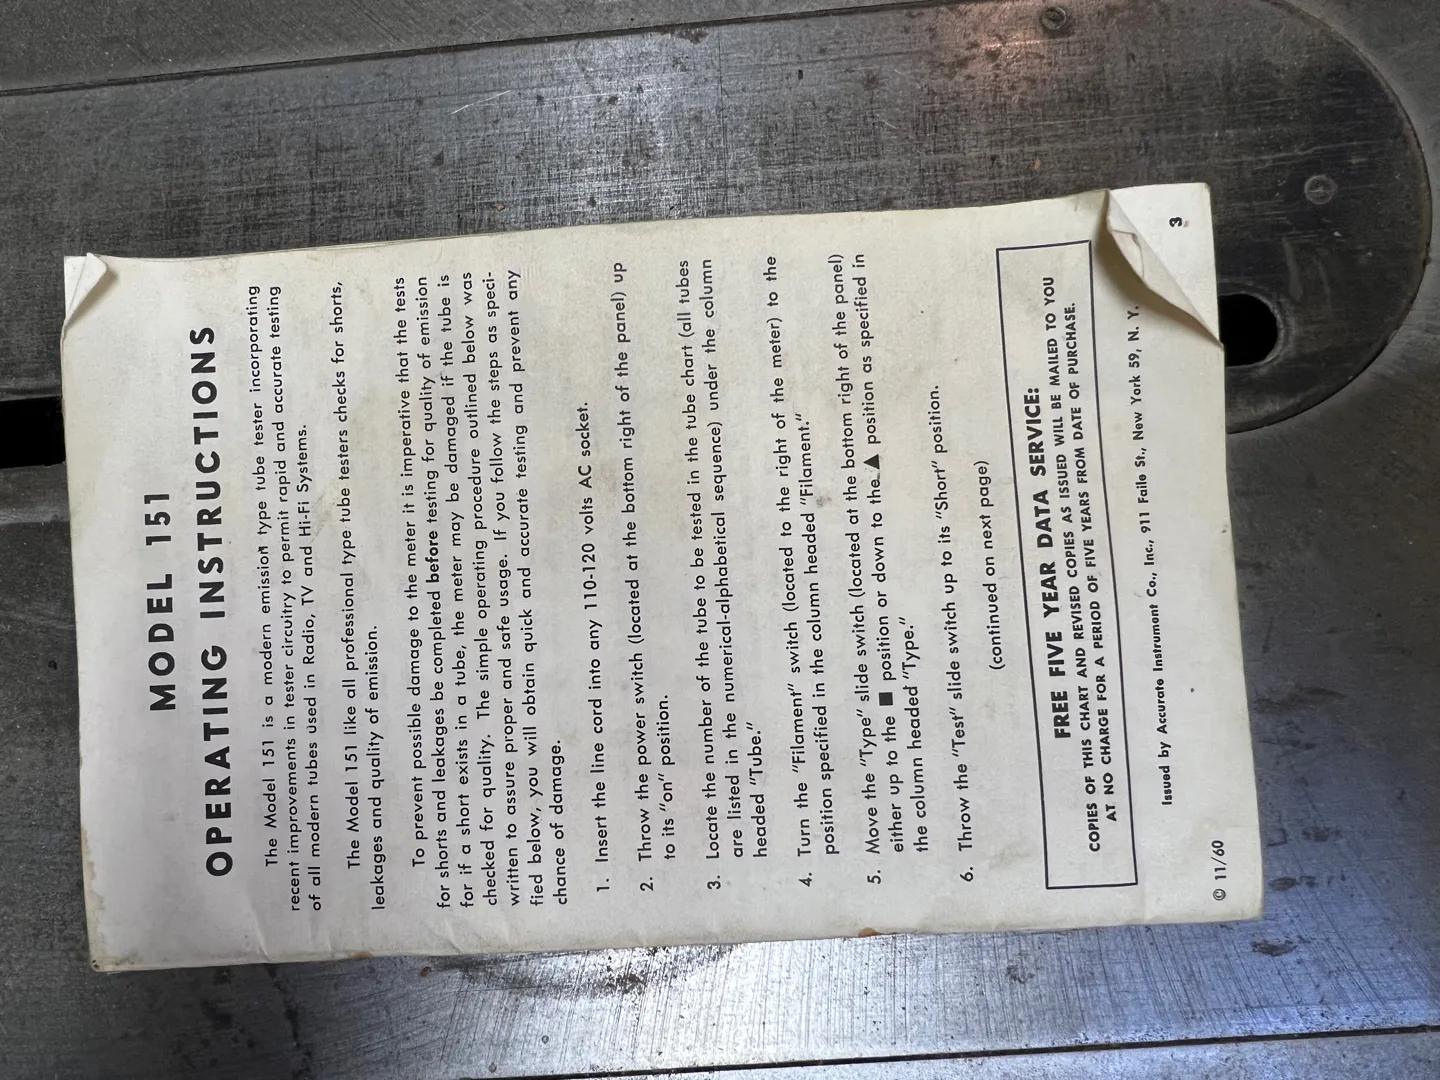 MODEL 151
OPERATING INSTRUCTIONS
The Model 151 is a modern emission type tube tester incorporating
recent improvements in tester circuitry to permit rapid and accurate testing
of all modern tubes used in Radio, TV and Hi-Fi Systems.
The Model 151 like all professional type tube testers checks for shorts,
leakages and quality of emission.
To prevent possible damage to the meter it is imperative that the tests
for shorts and leakages be completed before testing for quality of emission
for if a short exists in a tube, the meter may be damaged if the tube is
checked for quality. The simple operating procedure outlined below was
written to assure proper and safe usage. If you follow the steps as speci-
fied below, you will obtain quick and accurate testing and prevent any
chance of damage.
1. Insert the line cord into any 110-120 volts AC socket.
2. Throw the power switch (located at the bottom right of the panel) up
to its "on" position.
3. Locate the number of the tube to be tested in the tube chart (all tubes
are listed in the numerical-alphabetical sequence) under the column
headed "Tube."
4. Turn the "Filament" switch (located to the right of the meter) to the
position specified in the column headed "Filament."
5. Move the "Type" slide switch (located at the bottom right of the panel)
either up to the ■ position or down to the ▲ position as specified in
the column headed "Type."
6. Throw the "Test" slide switch up to its "Short" position.
(continued on next page)
FREE FIVE YEAR DATA SERVICE:
COPIES OF THIS CHART AND REVISED COPIES AS ISSUED WILL BE MAILED TO YOU
AT NO CHARGE FOR A PERIOD OF FIVE YEARS FROM DATE OF PURCHASE.
Issued by Accurate Instrument Co., Inc., 911 Faile St., New York 59, N. Y.
© 11/60
3